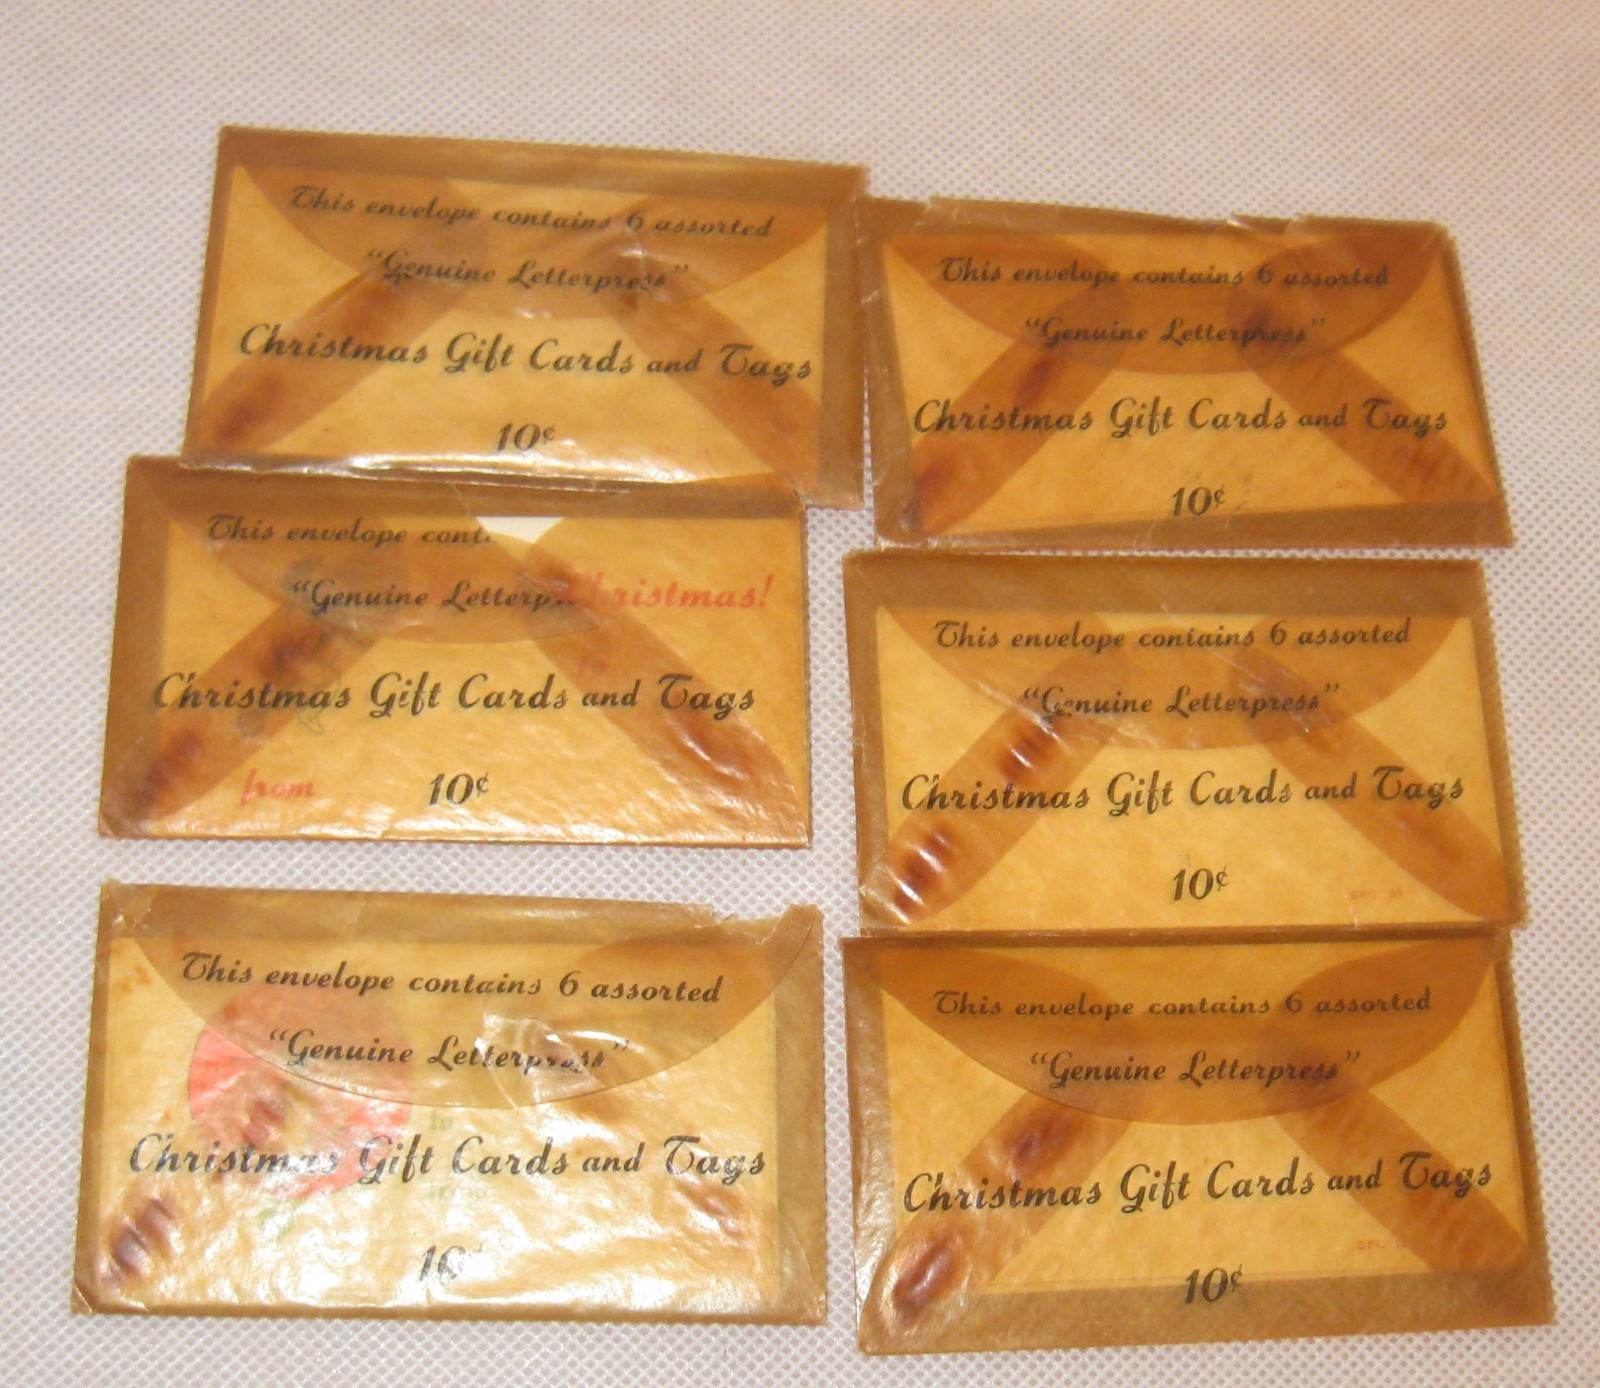 This envelope contains 6 assorted
"Genuine Letterpress"
Christmas Gift Cards and Tags
10¢
This envelope contains 6 assorted
"Genuine Letterpress"
Christmas Gift Cards and Tags
10¢
This envelope
"Genuine
Christmas!
to
Christmas Gift Cards and Tags
from
10¢
This envelope contains 6 assorted
"Genuine Letterpress"
Christmas Gift Cards and Tags
10¢
This envelope contains 6 assorted
"Genuine Letterpress"
to
Christmas Gift Cards and Tags
10¢
This envelope contains 6 assorted
"Genuine Letterpress"
Christmas Gift Cards and Tags
10¢